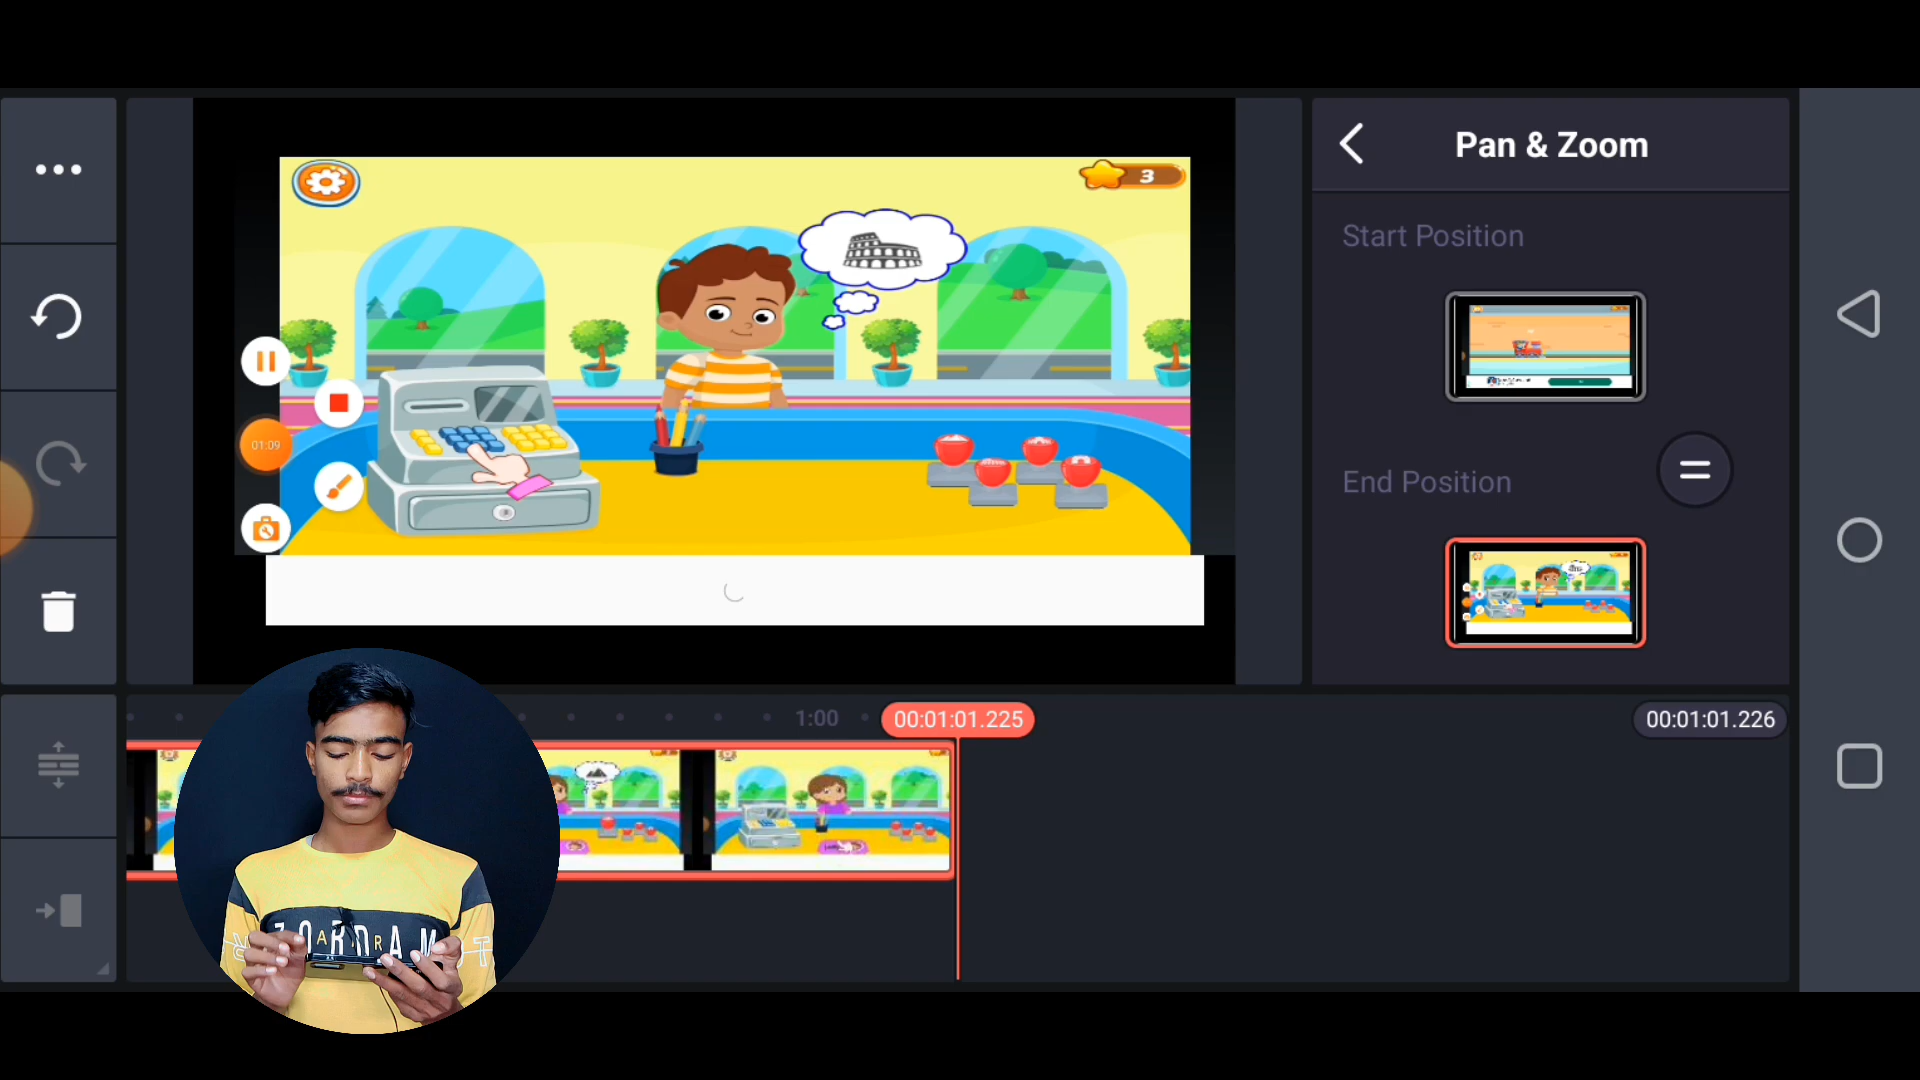 Pan & Zoom
Start Position
End Position
3
01:09
1:00
00:01:01.225
00:01:01.226